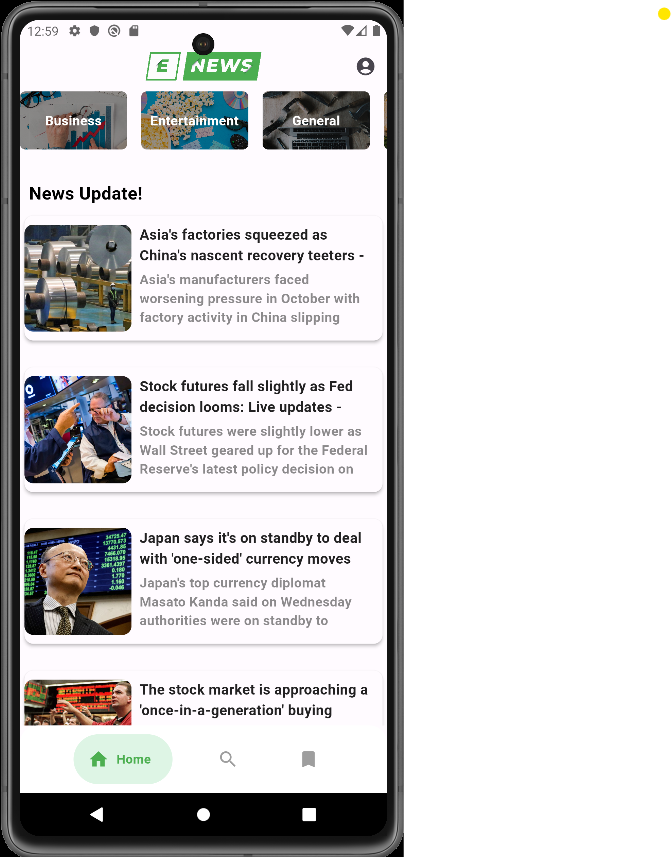 12:59
E NEWS
Business
Entertainment
General
News Update!
Asia's factories squeezed as
China's nascent recovery teeters -
Asia's manufacturers faced
worsening pressure in October with
factory activity in China slipping
Stock futures fall slightly as Fed
decision looms: Live updates -
Stock futures were slightly lower as
Wall Street geared up for the Federal
Reserve's latest policy decision on
Japan says it's on standby to deal
with 'one-sided' currency moves
Japan's top currency diplomat
Masato Kanda said on Wednesday
authorities were on standby to
The stock market is approaching a
'once-in-a-generation' buying
Home